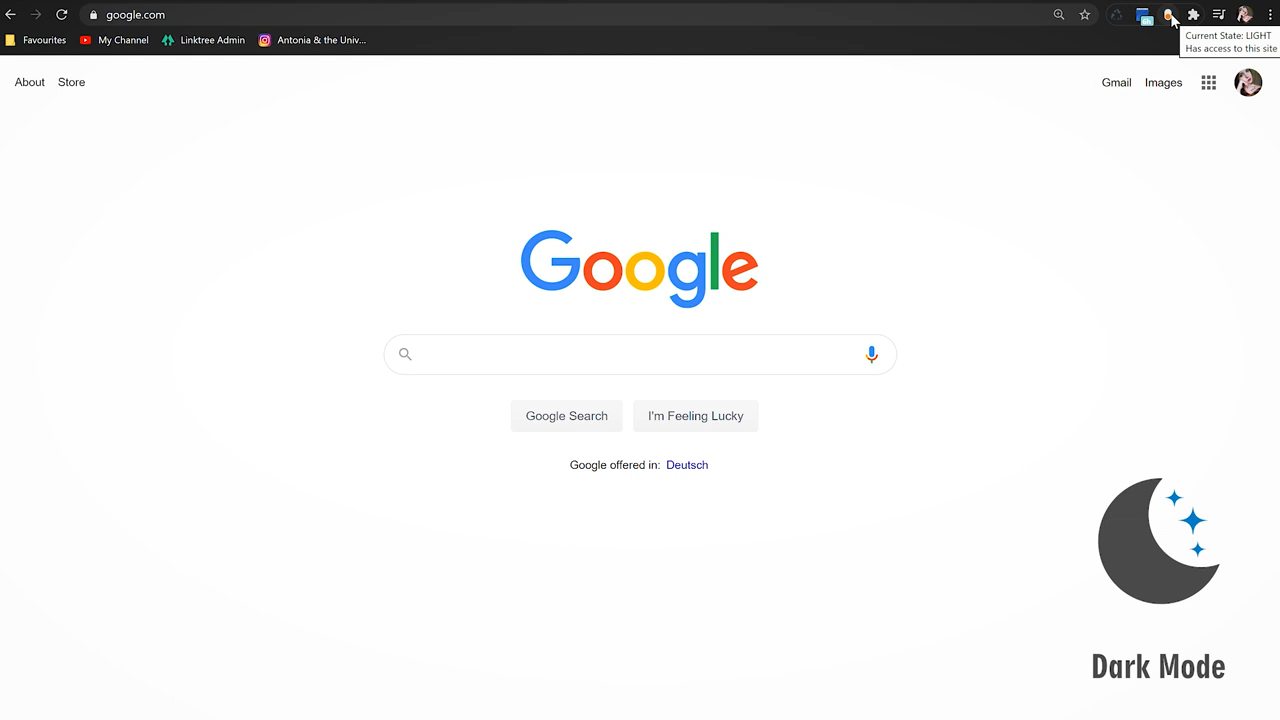 google.com
Favourites
My Channel
Linktree Admin
Antonia & the Univ...
6h
Current State: LIGHT
Has access to this site
About
Store
Gmail
Images
Google
Google Search
I'm Feeling Lucky
Google offered in: Deutsch
Dark Mode